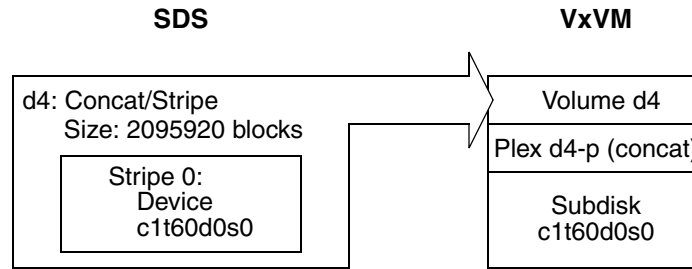 SDS
VxVM
d4: Concat/Stripe
Size: 2095920 blocks
Stripe 0:
Device
c1t60d0s0
Volume d4
Plex d4-p (concat)
Subdisk
c1t60d0s0